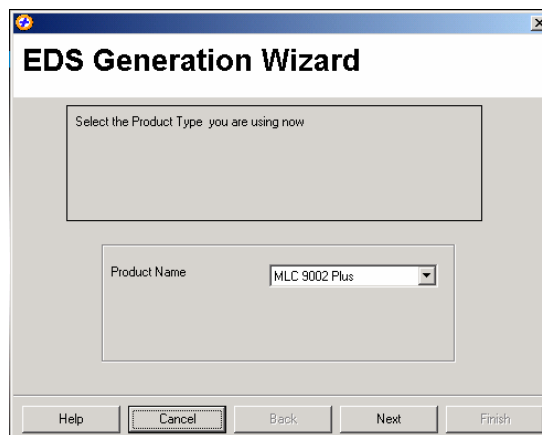 EDS Generation Wizard
Select the Product Type you are using now
Product Name
MLC 9002 Plus
Help
Cancel
Back
Next
Finish